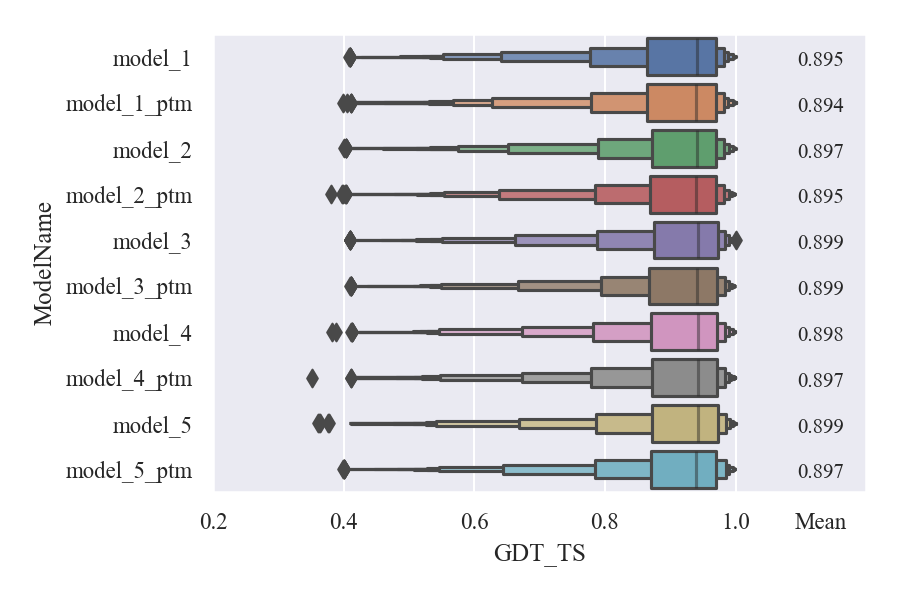 model_1 0.895
model_1_ptm 0.894
model_2 0.897
model_2_ptm 0.895
model_3 0.899
model_3_ptm 0.899
model_4 0.898
model_4_ptm 0.897
model_5 0.899
model_5_ptm 0.897
ModelName
0.2 0.4 0.6 0.8 1.0 Mean
GDT_TS